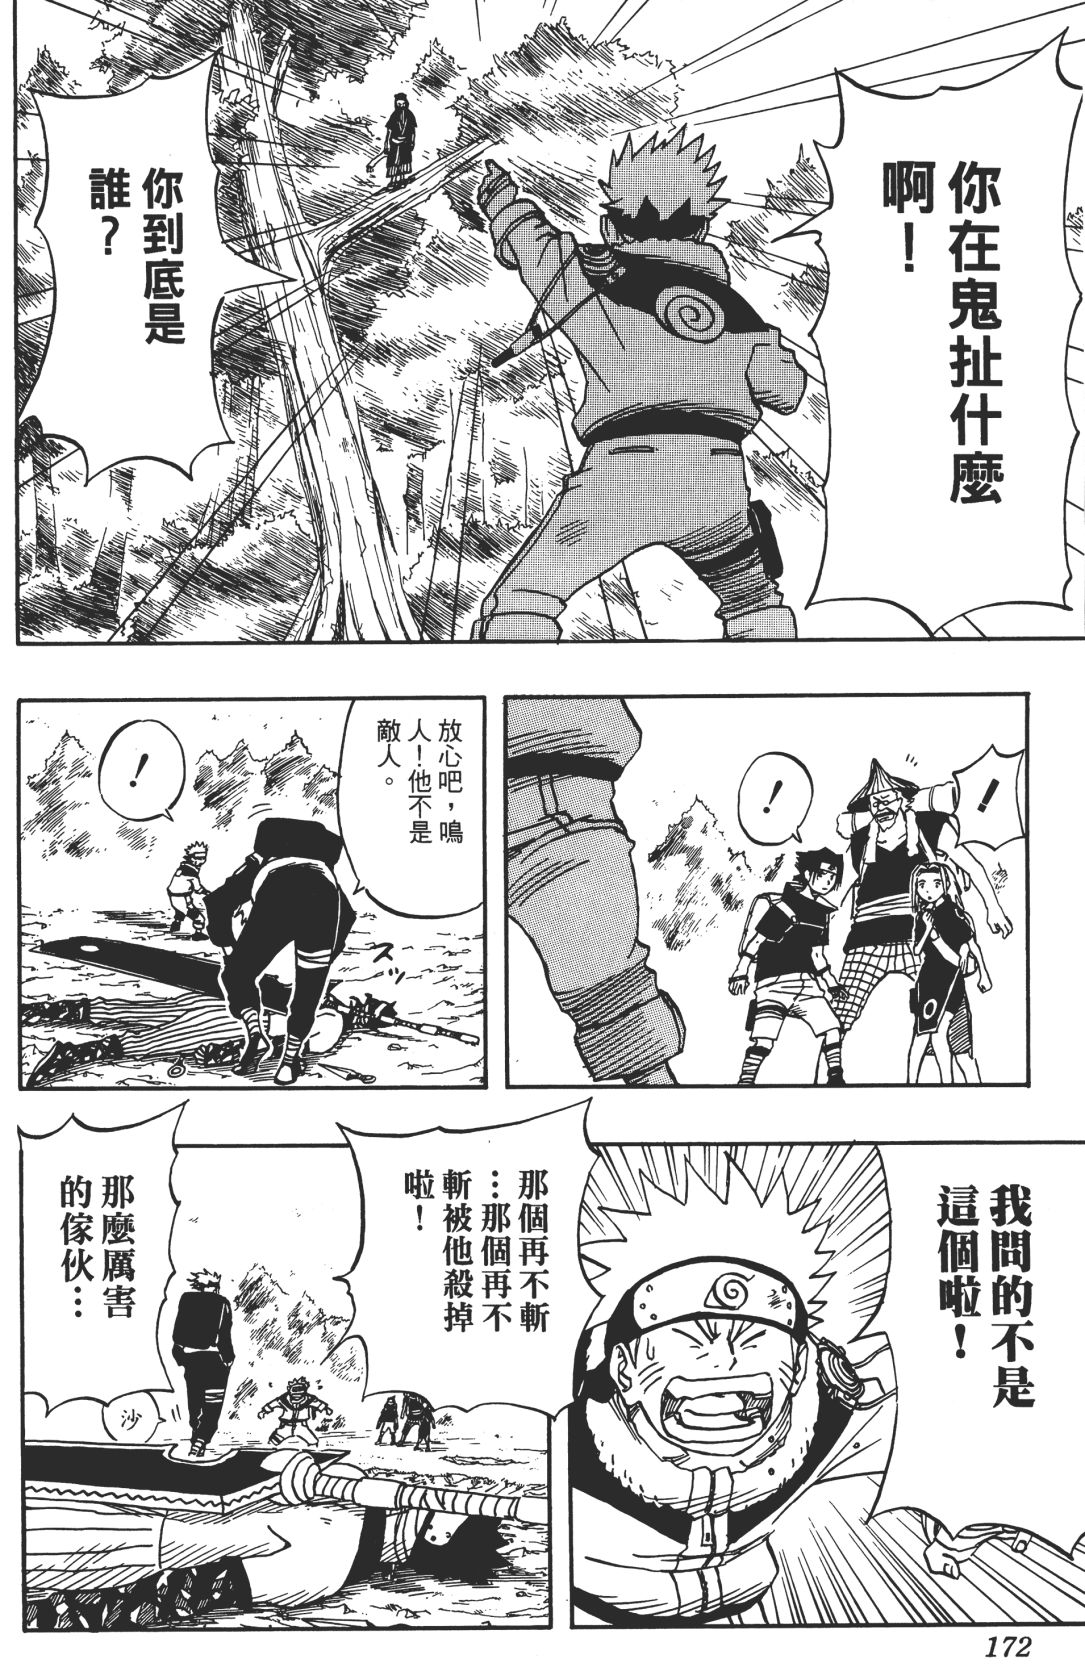 你在鬼扯什麼
啊！
你到底是
誰？
！
！
放心吧，鳴
人！他不是
敵人。
！
スッ
我問的不是
這個啦！
那個再不斬
…那個再不
斬被他殺掉
啦！
那麼厲害
的傢伙…
沙
172